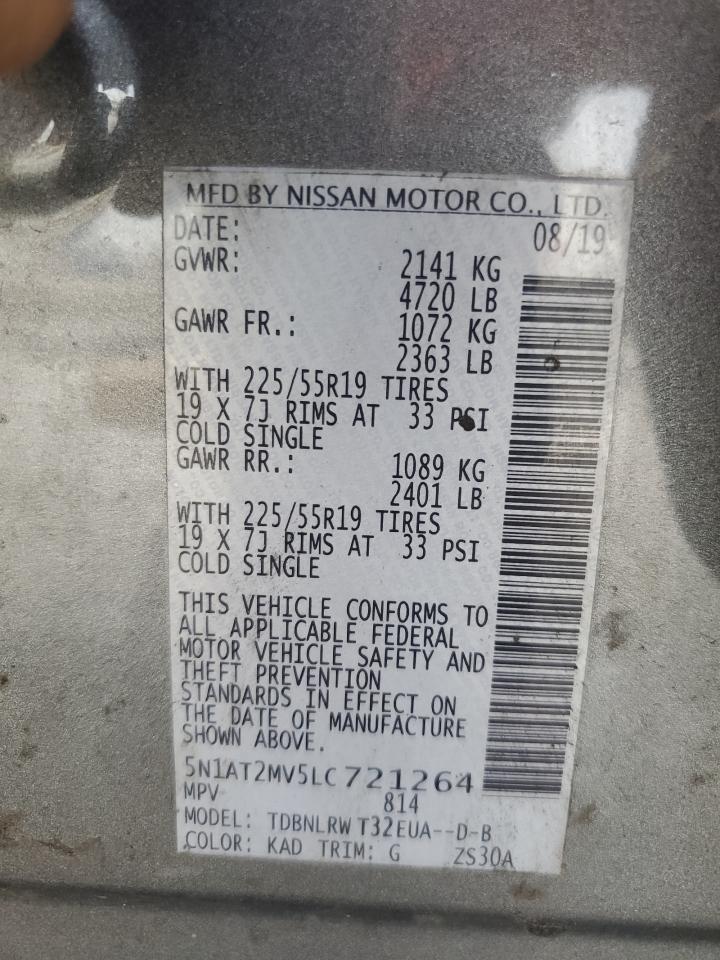 MFD BY NISSAN MOTOR CO., LTD.
DATE: 08/19
GVWR: 2141 KG
4720 LB
GAWR FR.: 1072 KG
2363 LB
WITH 225/55R19 TIRES
19 X 7J RIMS AT 33 PSI
COLD SINGLE
GAWR RR.: 1089 KG
2401 LB
WITH 225/55R19 TIRES
19 X 7J RIMS AT 33 PSI
COLD SINGLE
THIS VEHICLE CONFORMS TO
ALL APPLICABLE FEDERAL
MOTOR VEHICLE SAFETY AND
THEFT PREVENTION
STANDARDS IN EFFECT ON
THE DATE OF MANUFACTURE
SHOWN ABOVE.
5N1AT2MV5LC721264
MPV 814
MODEL: TDBNLRW T32EUA--D-B
COLOR: KAD TRIM: G ZS30A